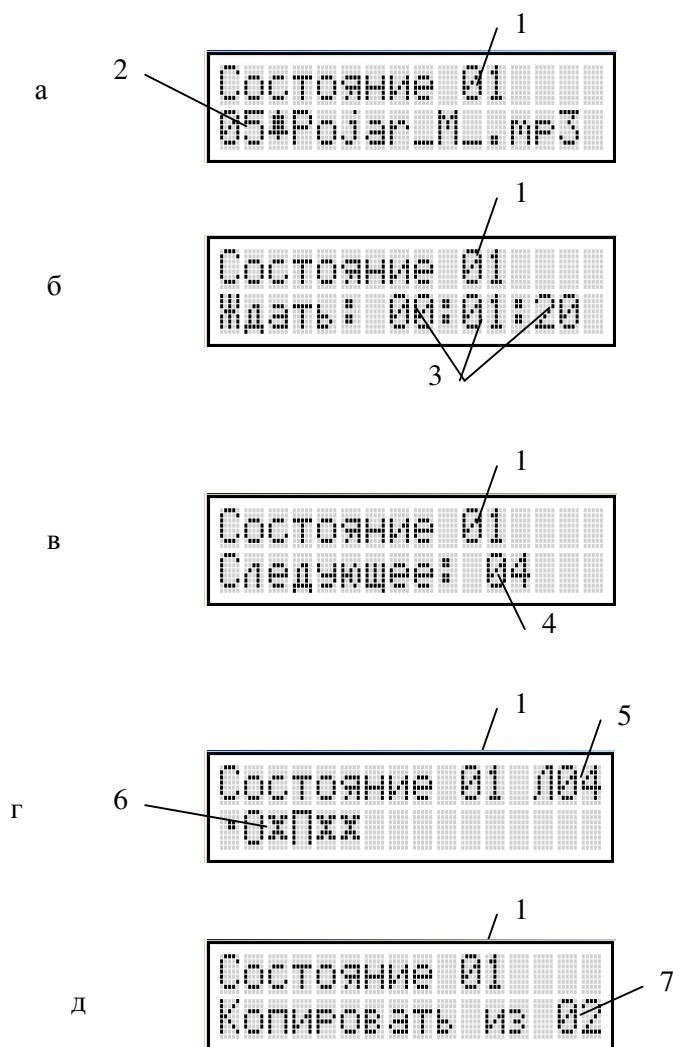 1
2
а
Состояние 01
05♣Pojar_M_.mp3
1
б
Состояние 01
Ждать: 00:01:20
3
1
в
Состояние 01
Следующее: 04
4
1
5
г
6
Состояние 01 Л04
·ОxПxx
1
д
Состояние 01
Копировать из 02
7